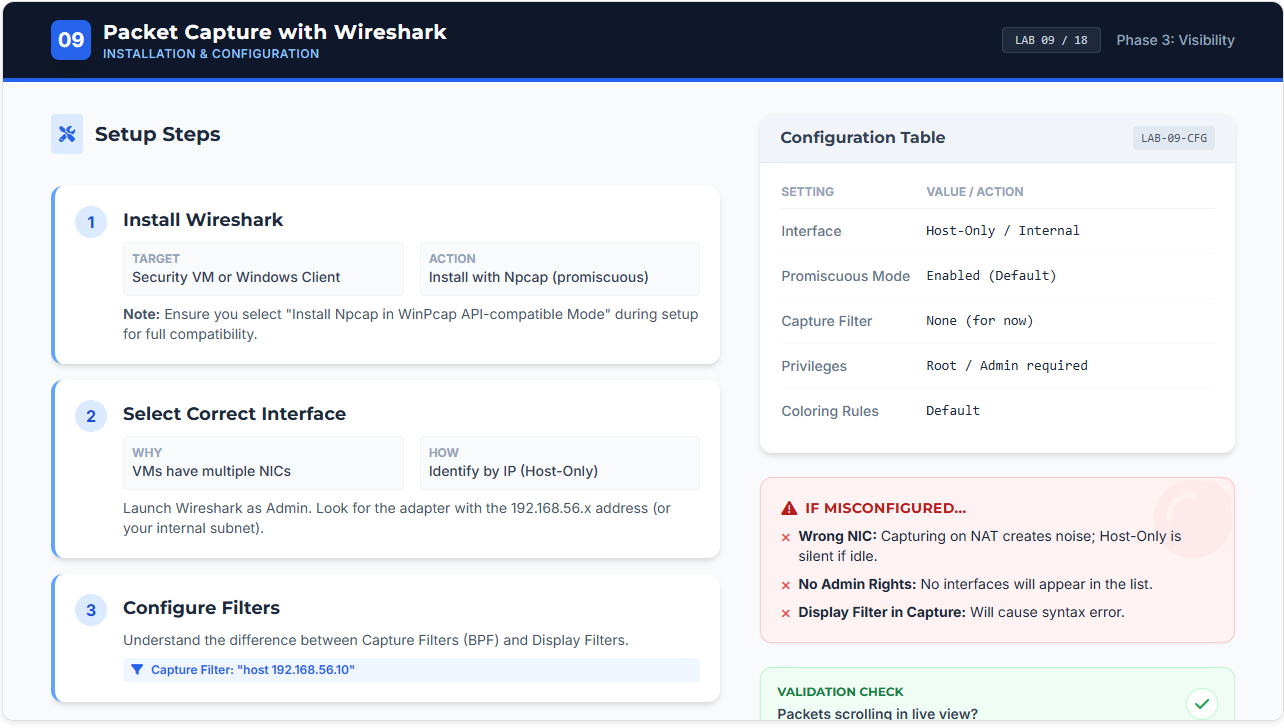 09
Packet Capture with Wireshark
INSTALLATION & CONFIGURATION
LAB 09 / 18
Phase 3: Visibility
Setup Steps
1
Install Wireshark
TARGET
Security VM or Windows Client
ACTION
Install with Npcap (promiscuous)
Note: Ensure you select "Install Npcap in WinPcap API-compatible Mode" during setup
for full compatibility.
2
Select Correct Interface
WHY
VMs have multiple NICs
HOW
Identify by IP (Host-Only)
Launch Wireshark as Admin. Look for the adapter with the 192.168.56.x address (or
your internal subnet).
3
Configure Filters
Understand the difference between Capture Filters (BPF) and Display Filters.
Capture Filter: "host 192.168.56.10"
Configuration Table
LAB-09-CFG
SETTING VALUE / ACTION
Interface Host-Only / Internal
Promiscuous Mode Enabled (Default)
Capture Filter None (for now)
Privileges Root / Admin required
Coloring Rules Default
IF MISCONFIGURED...
Wrong NIC: Capturing on NAT creates noise; Host-Only is
silent if idle.
No Admin Rights: No interfaces will appear in the list.
Display Filter in Capture: Will cause syntax error.
VALIDATION CHECK
Packets scrolling in live view?